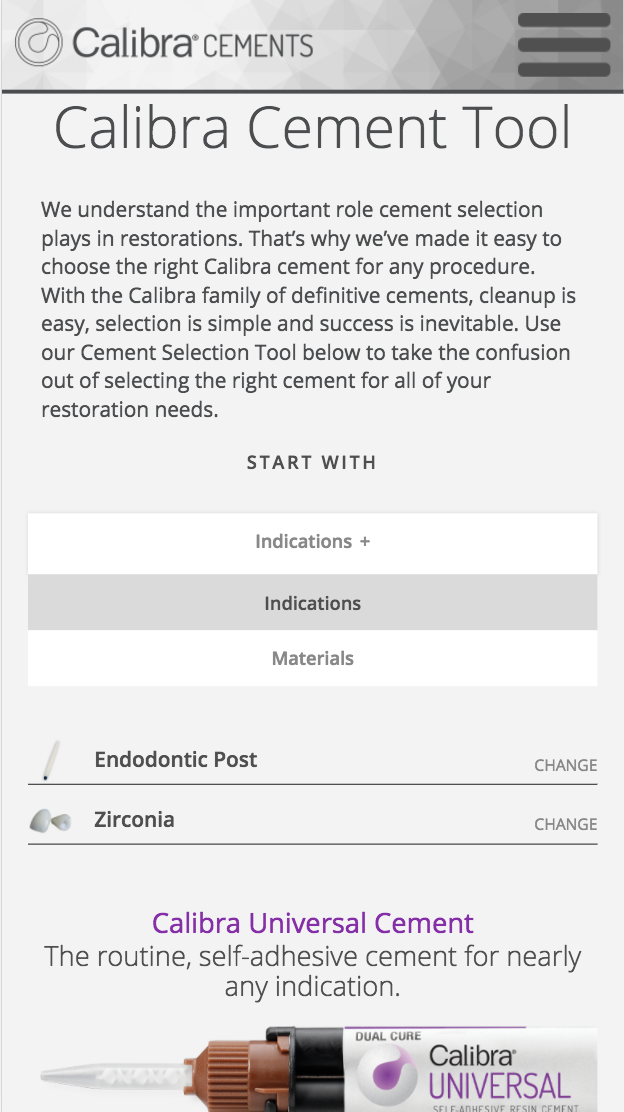 Calibra® CEMENTS
Calibra Cement Tool
We understand the important role cement selection
plays in restorations. That’s why we’ve made it easy to
choose the right Calibra cement for any procedure.
With the Calibra family of definitive cements, cleanup is
easy, selection is simple and success is inevitable. Use
our Cement Selection Tool below to take the confusion
out of selecting the right cement for all of your
restoration needs.
START WITH
Indications +
Indications
Materials
Endodontic Post CHANGE
Zirconia CHANGE
Calibra Universal Cement
The routine, self-adhesive cement for nearly
any indication.
DUAL CURE
Calibra®
UNIVERSAL
SELF-ADHESIVE RESIN CEMENT